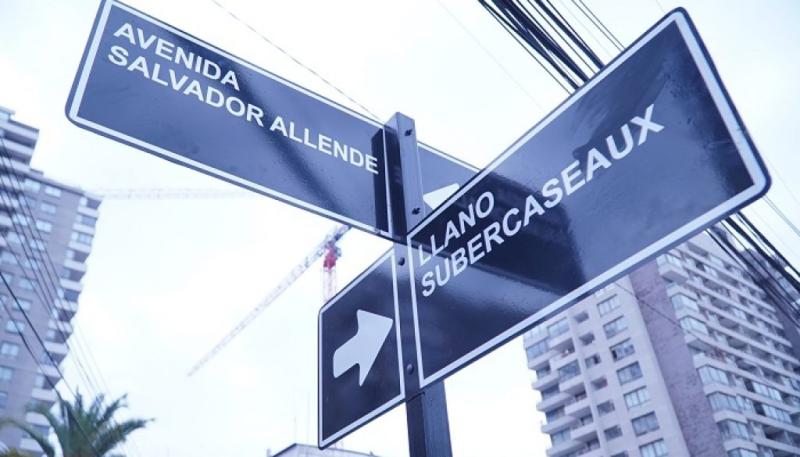 AVENIDA
SALVADOR ALLENDE
LLANO
SUBERCASEAUX